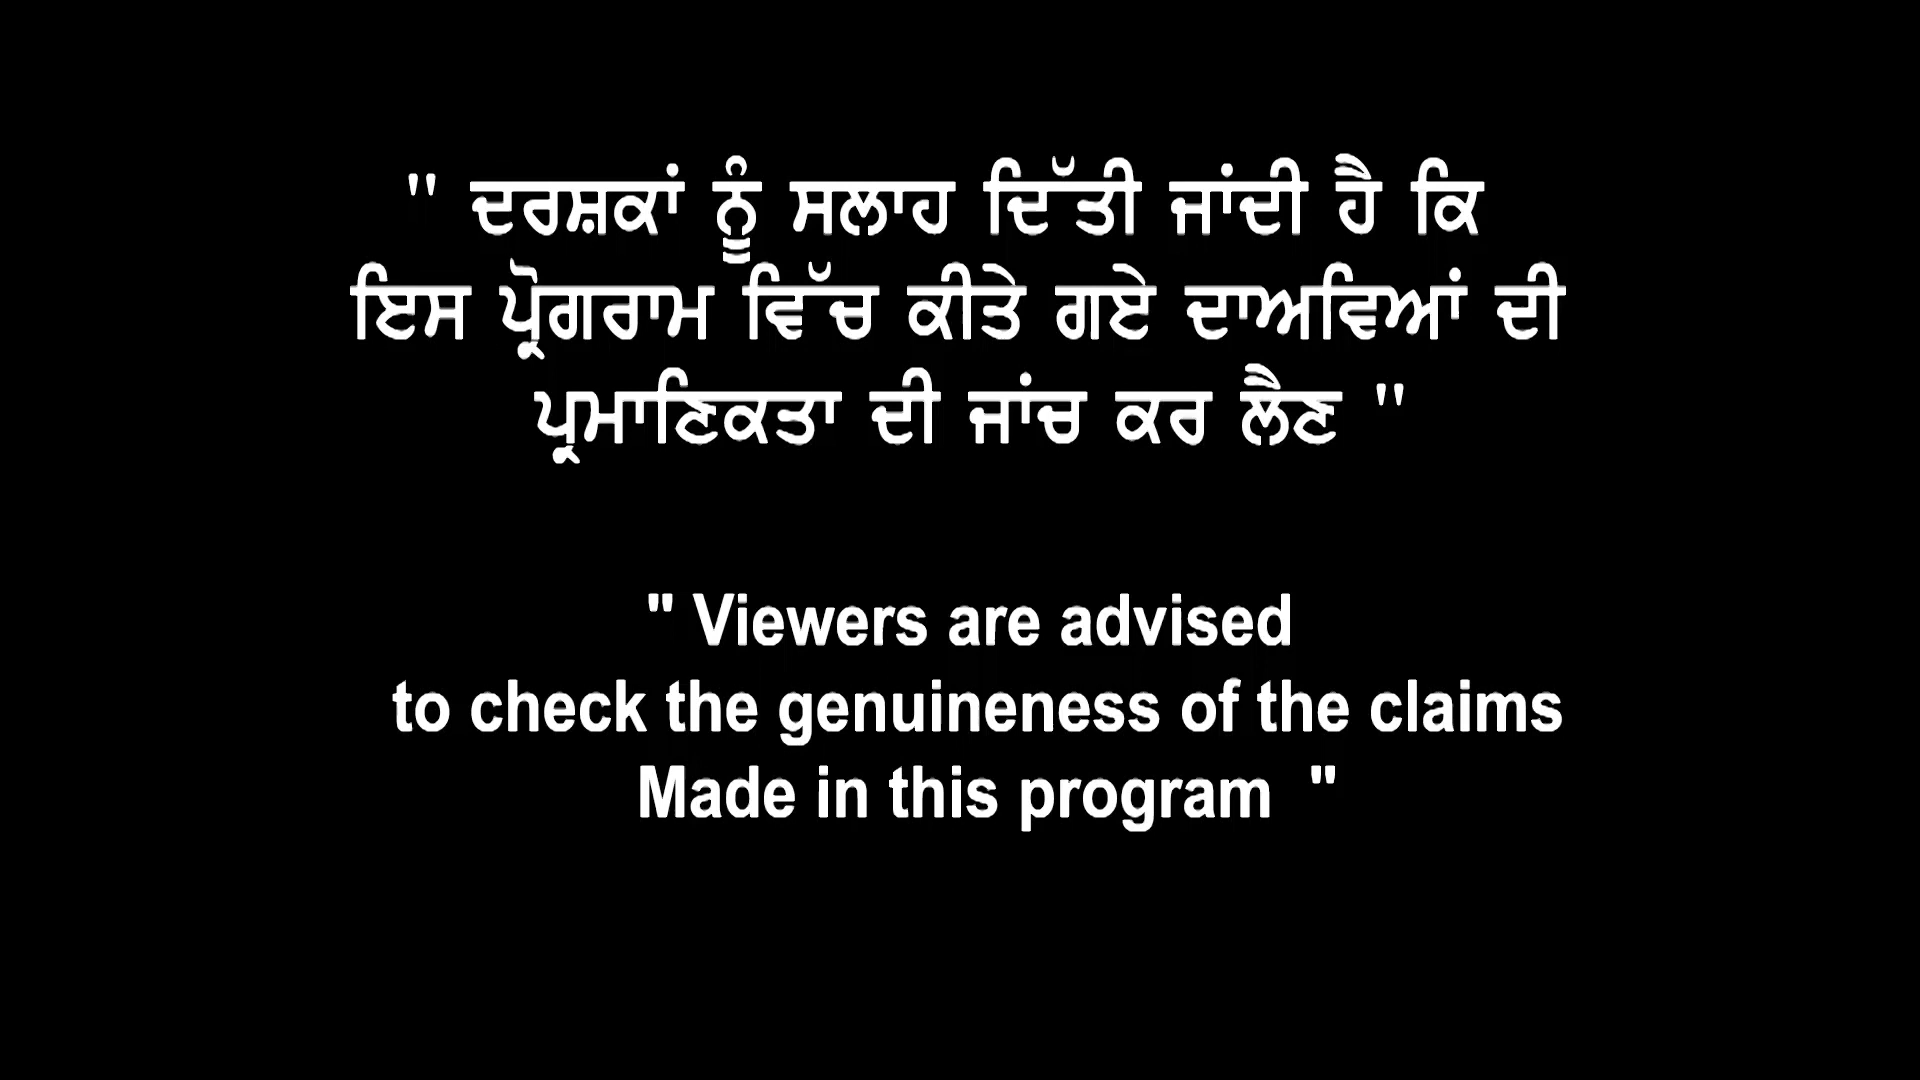 " ਦਰਸ਼ਕਾਂ ਨੂੰ ਸਲਾਹ ਦਿੱਤੀ ਜਾਂਦੀ ਹੈ ਕਿ
ਇਸ ਪ੍ਰੋਗਰਾਮ ਵਿੱਚ ਕੀਤੇ ਗਏ ਦਾਅਵਿਆਂ ਦੀ
ਪ੍ਰਮਾਣਿਕਤਾ ਦੀ ਜਾਂਚ ਕਰ ਲੈਣ "
" Viewers are advised
to check the genuineness of the claims
Made in this program "